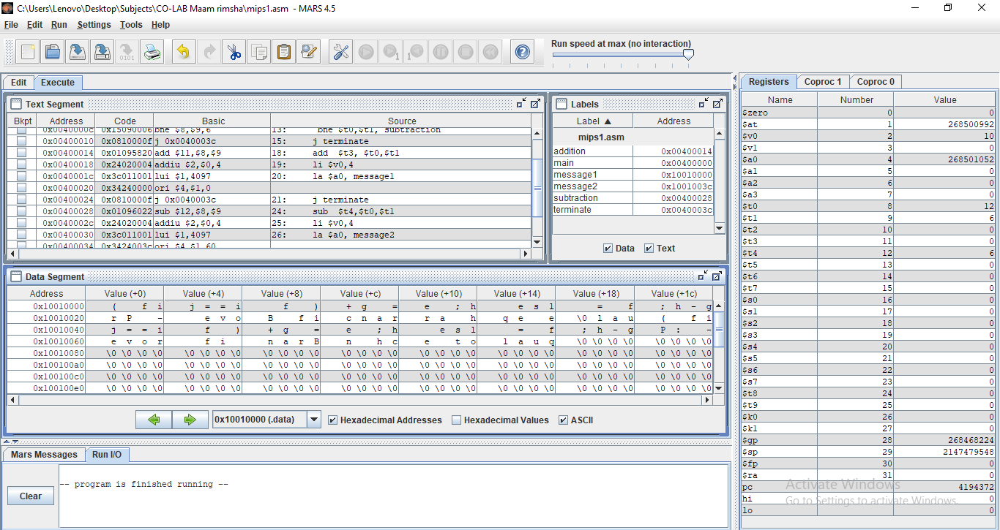 C:\Users\Lenovo\Desktop\Subjects\CO-LAB Maam rimsha\mips1.asm - MARS 4.5
File Edit Run Settings Tools Help
Run speed at max (no interaction)
Edit Execute
Text Segment
Bkpt Address Code Basic Source
0x0040000c 0x15090006 bne $8,$9,6 13: bne $t0,$t1, subtraction
0x00400010 0x0810000f j 0x0040003c 15: j terminate
0x00400014 0x01095820 add $11,$8,$9 18: add $t3, $t0,$t1
0x00400018 0x24020004 addiu $2,$0,4 19: li $v0,4
0x0040001c 0x3c011001 lui $1,4097 20: la $a0, message1
0x00400020 0x34240000 ori $4,$1,0
0x00400024 0x0810000f j 0x0040003c 21: j terminate
0x00400028 0x01096022 sub $12,$8,$9 24: sub $t4,$t0,$t1
0x0040002c 0x24020004 addiu $2,$0,4 25: li $v0,4
0x00400030 0x3c011001 lui $1,4097 26: la $a0, message2
0x00400034 0x3424003c ori $4,$1,60
Labels
Label ▲ Address
mips1.asm
addition 0x00400014
main 0x00400000
message1 0x10010000
message2 0x1001003c
subtraction 0x00400028
terminate 0x0040003c
Data Text
Data Segment
Address Value (+0) Value (+4) Value (+8) Value (+c) Value (+10) Value (+14) Value (+18) Value (+1c)
0x10010000 ( f i j = = i f ) + g = e ; h e s l = f ; h - g
0x10010020 r P - e v o B f i c n a r r a h q e e \0 l a u ( f i
0x10010040 j = = i f ) + g = e ; h e s l = f ; h - g P : -
0x10010060 e v o r f i n a r B n h c e t o l a u q \0 \0 \0 \0 \0 \0 \0 \0
0x10010080 \0 \0 \0 \0 \0 \0 \0 \0 \0 \0 \0 \0 \0 \0 \0 \0 \0 \0 \0 \0 \0 \0 \0 \0 \0 \0 \0 \0 \0 \0 \0 \0
0x100100a0 \0 \0 \0 \0 \0 \0 \0 \0 \0 \0 \0 \0 \0 \0 \0 \0 \0 \0 \0 \0 \0 \0 \0 \0 \0 \0 \0 \0 \0 \0 \0 \0
0x100100c0 \0 \0 \0 \0 \0 \0 \0 \0 \0 \0 \0 \0 \0 \0 \0 \0 \0 \0 \0 \0 \0 \0 \0 \0 \0 \0 \0 \0 \0 \0 \0 \0
0x100100e0 \0 \0 \0 \0 \0 \0 \0 \0 \0 \0 \0 \0 \0 \0 \0 \0 \0 \0 \0 \0 \0 \0 \0 \0 \0 \0 \0 \0 \0 \0 \0 \0
0x10010000 (.data) Hexadecimal Addresses Hexadecimal Values ASCII
Mars Messages Run I/O
-- program is finished running --
Clear
Registers Coproc 1 Coproc 0
Name Number Value
$zero 0 0
$at 1 268500992
$v0 2 10
$v1 3 0
$a0 4 268501052
$a1 5 0
$a2 6 0
$a3 7 0
$t0 8 12
$t1 9 6
$t2 10 0
$t3 11 0
$t4 12 6
$t5 13 0
$t6 14 0
$t7 15 0
$s0 16 0
$s1 17 0
$s2 18 0
$s3 19 0
$s4 20 0
$s5 21 0
$s6 22 0
$s7 23 0
$t8 24 0
$t9 25 0
$k0 26 0
$k1 27 0
$gp 28 268468224
$sp 29 2147479548
$fp 30 0
$ra 31 0
pc 4194372
hi 0
lo 0
Activate Windows
Go to Settings to activate Windows.